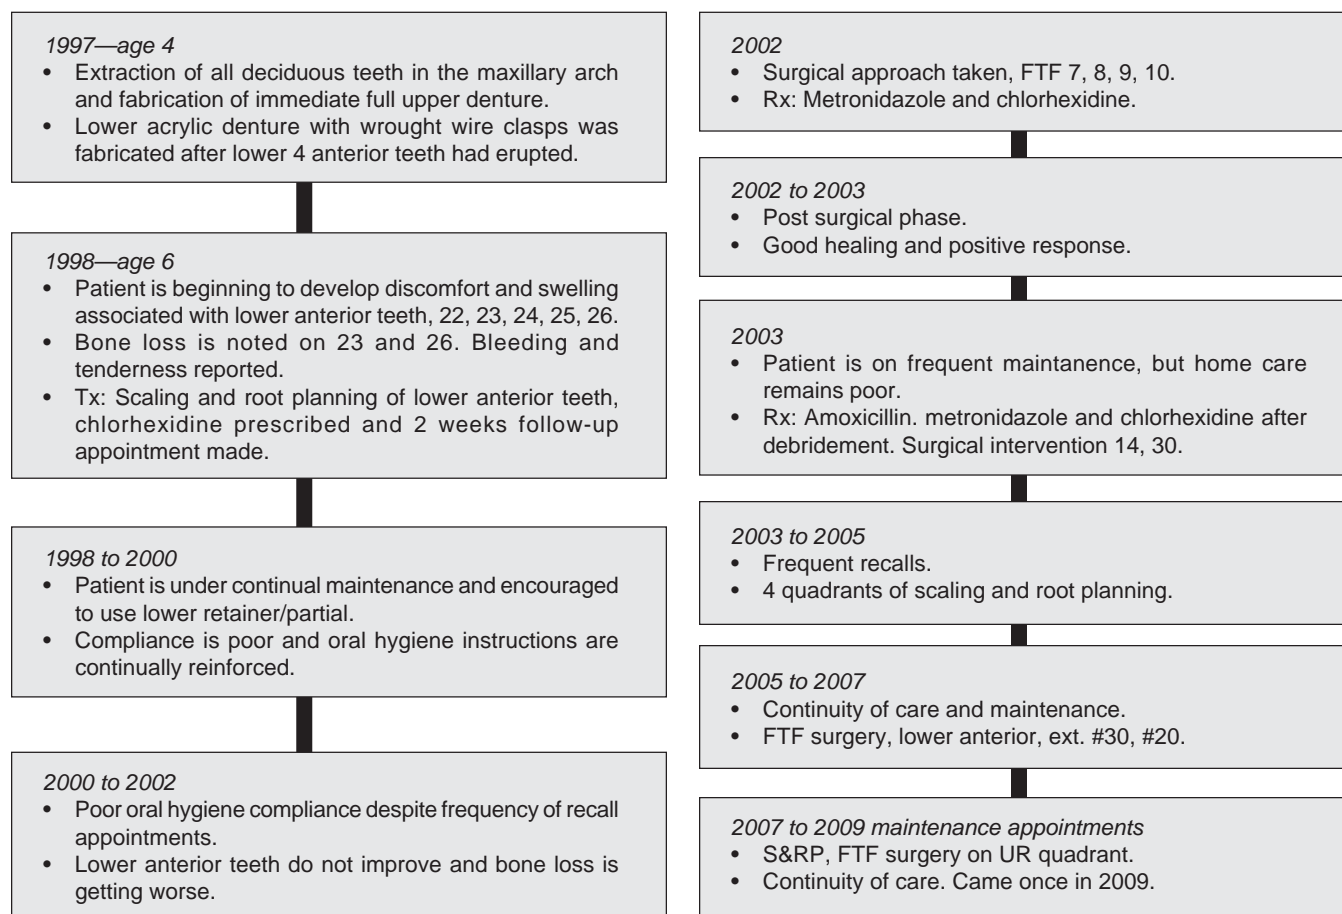 1997—age 4
• Extraction of all deciduous teeth in the maxillary arch
and fabrication of immediate full upper denture.
• Lower acrylic denture with wrought wire clasps was
fabricated after lower 4 anterior teeth had erupted.
1998—age 6
• Patient is beginning to develop discomfort and swelling
associated with lower anterior teeth, 22, 23, 24, 25, 26.
• Bone loss is noted on 23 and 26. Bleeding and
tenderness reported.
• Tx: Scaling and root planning of lower anterior teeth,
chlorhexidine prescribed and 2 weeks follow-up
appointment made.
1998 to 2000
• Patient is under continual maintenance and encouraged
to use lower retainer/partial.
• Compliance is poor and oral hygiene instructions are
continually reinforced.
2000 to 2002
• Poor oral hygiene compliance despite frequency of recall
appointments.
• Lower anterior teeth do not improve and bone loss is
getting worse.
2002
• Surgical approach taken, FTF 7, 8, 9, 10.
• Rx: Metronidazole and chlorhexidine.
2002 to 2003
• Post surgical phase.
• Good healing and positive response.
2003
• Patient is on frequent maintanence, but home care
remains poor.
• Rx: Amoxicillin. metronidazole and chlorhexidine after
debridement. Surgical intervention 14, 30.
2003 to 2005
• Frequent recalls.
• 4 quadrants of scaling and root planning.
2005 to 2007
• Continuity of care and maintenance.
• FTF surgery, lower anterior, ext. #30, #20.
2007 to 2009 maintenance appointments
• S&RP, FTF surgery on UR quadrant.
• Continuity of care. Came once in 2009.